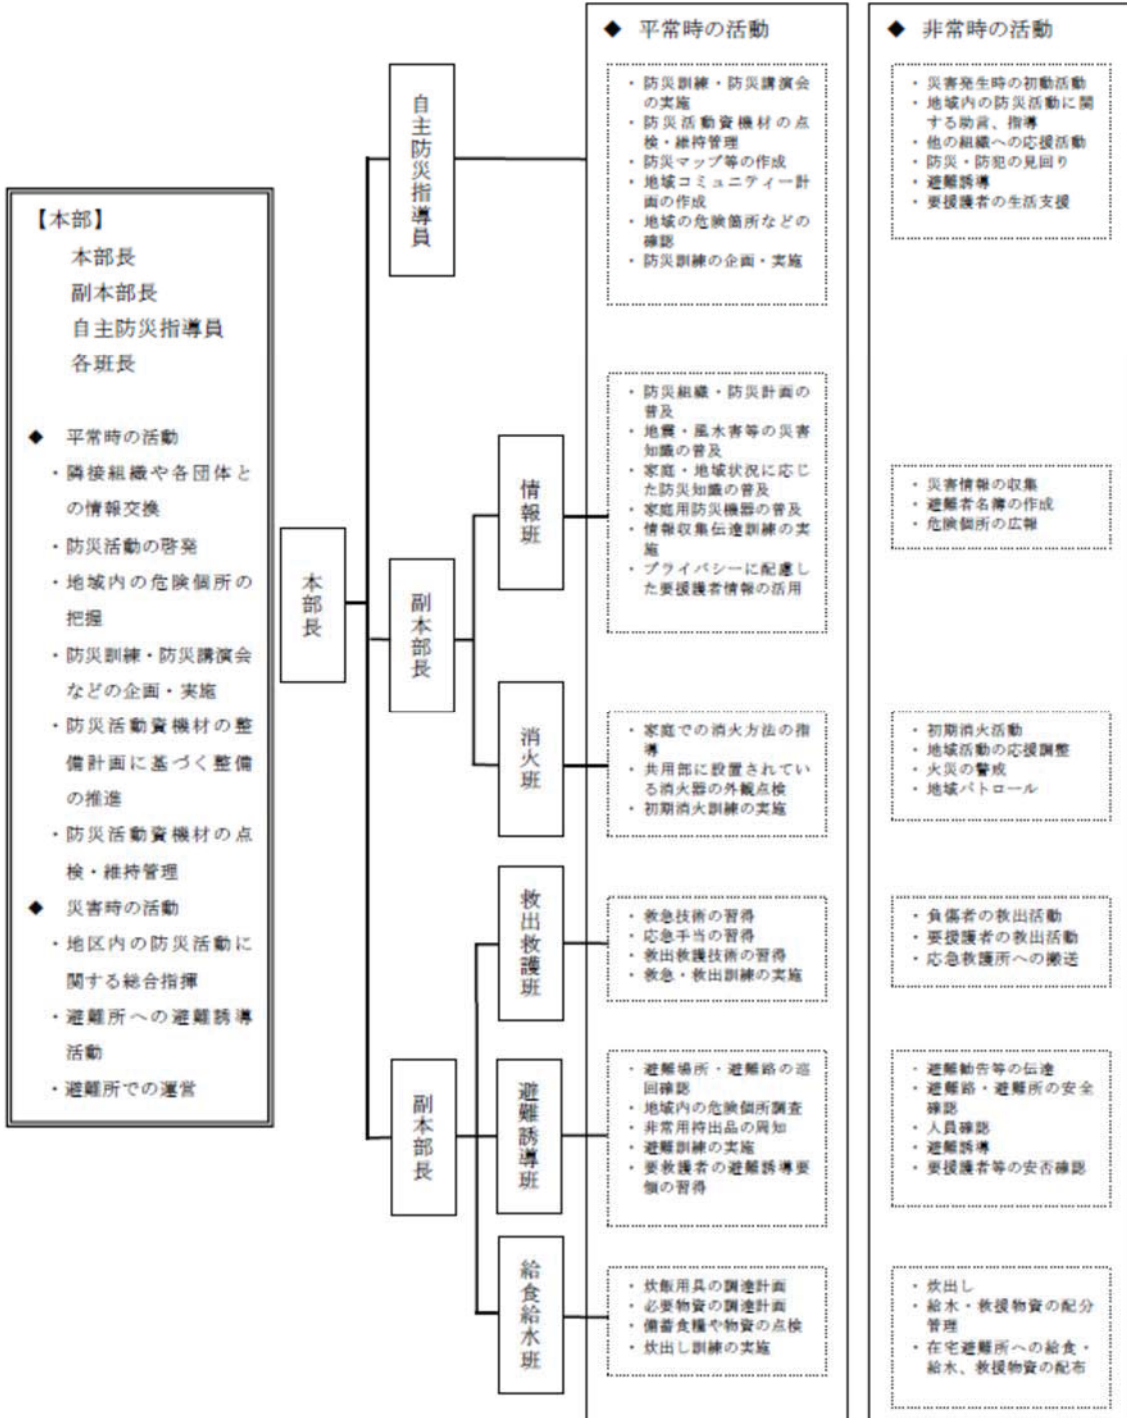 【本部】
本部長
副本部長
自主防災指導員
各班長
◆ 平常時の活動
・隣接組織や各団体と
の情報交換
・防災活動の啓発
・地域内の危険個所の
把握
・防災訓練・防災講演会
などの企画・実施
・防災活動資機材の整
備計画に基づく整備
の推進
・防災活動資機材の点
検・維持管理
◆ 災害時の活動
・地区内の防災活動に
関する総合指揮
・避難所への避難誘導
活動
・避難所での運営
本部長
自主防災指導員
副本部長
情報班
消火班
副本部長
救出救護班
避難誘導班
給食給水班
◆ 平常時の活動
・防災訓練・防災講演会
の実施
・防災活動資機材の点
検・維持管理
・防災マップ等の作成
・地域コミュニティー計
画の作成
・地域の危険箇所などの
確認
・防災訓練の企画・実施
・防災組織・防災計画の
普及
・地震・風水害等の災害
知識の普及
・家庭・地域状況に応じ
た防災知識の普及
・家庭用防災機器の普及
・情報収集伝達訓練の実
施
・プライバシーに配慮し
た要援護者情報の活用
・家庭での消火方法の指
導
・共用部に設置されてい
る消火器の外観点検
・初期消火訓練の実施
・救急技術の習得
・応急手当の習得
・救出救護技術の習得
・救急・救出訓練の実施
・避難場所・避難路の巡
回確認
・地域内の危険個所調査
・非常用持出品の周知
・避難訓練の実施
・要救護者の避難誘導要
領の習得
・炊飯用具の調達計画
・必要物資の調達計画
・備蓄食糧や物資の点検
・炊出し訓練の実施
◆ 非常時の活動
・災害発生時の初動活動
・地域内の防災活動に関
する助言、指導
・他の組織への応援活動
・防災・防犯の見回り
・避難誘導
・要援護者の生活支援
・災害情報の収集
・避難者名簿の作成
・危険個所の広報
・初期消火活動
・地域活動の応援調整
・火災の警戒
・地域パトロール
・負傷者の救出活動
・要援護者の救出活動
・応急救護所への搬送
・避難勧告等の伝達
・避難路・避難所の安全
確認
・人員確認
・避難誘導
・要援護者等の安否確認
・炊出し
・給水・救援物資の配分
管理
・在宅避難所への給食・
給水、救援物資の配布